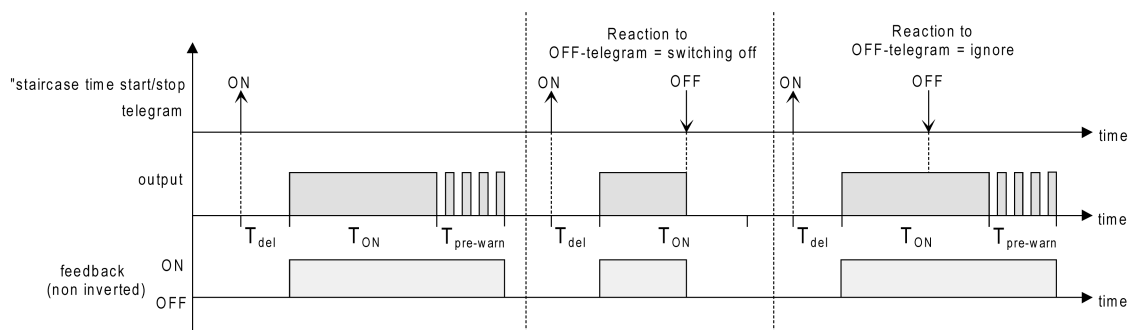 Reaction to
OFF-telegram = switching off
Reaction to
OFF-telegram = ignore
"staircase time start/stop
telegram
ON
ON
OFF
ON
OFF
time
output
time
T del
T ON
T pre-warn
T del
T ON
T del
T ON
T pre-warn
feedback
(non inverted)
ON
OFF
time